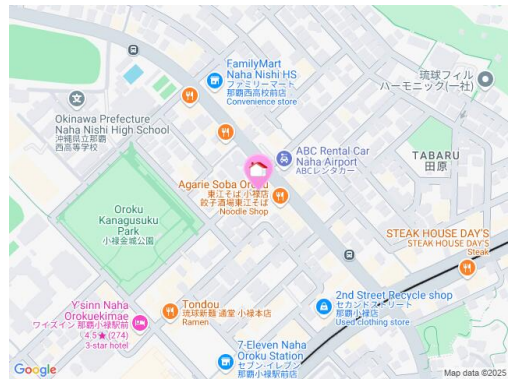 FamilyMart
Naha Nishi HS
ファミリーマート
那覇西高校前店
Convenience store
琉球フィル
ハーモニック(一社)
Okinawa Prefecture
Naha Nishi High School
沖縄県立那覇
西高等学校
ABC Rental Car
Naha Airport
ABCレンタカー
TABARU
田原
Agarie Soba Oroku
東江そば 小禄店
餃子酒場東江そば
Noodle Shop
Oroku
Kanagusuku
Park
小禄金城公園
STEAK HOUSE DAY'S
STEAK HOUSE DAY'S
Steak
Y'sinn Naha
Orokuekimae
ワイズイン 那覇小禄駅前
4.5★(274)
3-star hotel
Tondou
琉球新麺 通堂 小禄本店
Ramen
2nd Street Recycle shop
セカンドストリート
那覇小禄店
Used clothing store
7-Eleven Naha
Oroku Station
セブン-イレブン
那覇小禄駅前店
Google
Map data ©2025